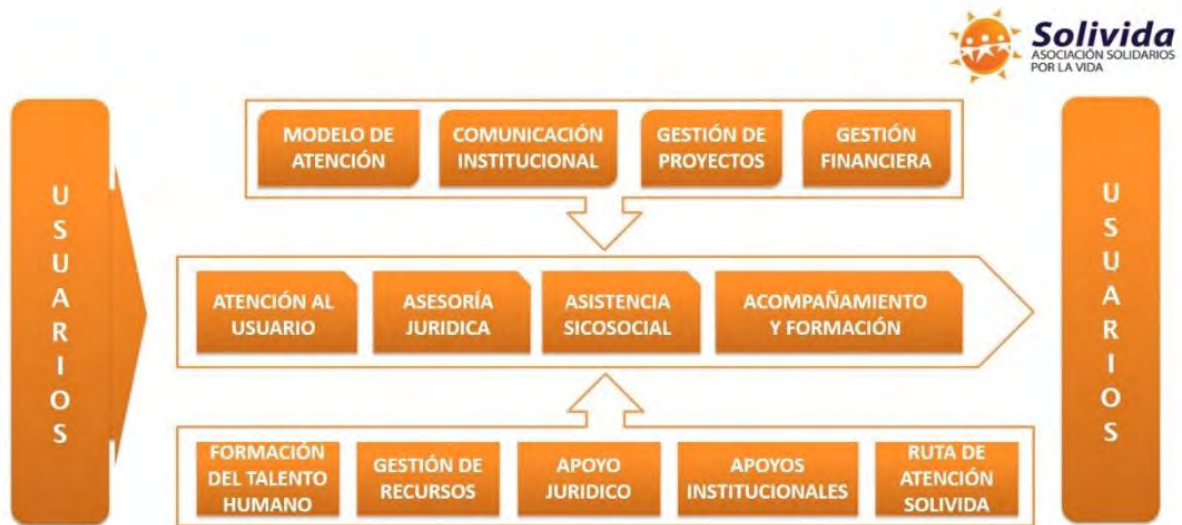 Solivida
ASOCIACIÓN SOLIDARIOS
POR LA VIDA
USUARIOS
MODELO DE
ATENCIÓN
COMUNICACIÓN
INSTITUCIONAL
GESTIÓN DE
PROYECTOS
GESTIÓN
FINANCIERA
ATENCIÓN AL
USUARIO
ASESORÍA
JURIDICA
ASISTENCIA
SICOSOCIAL
ACOMPAÑAMIENTO
Y FORMACIÓN
FORMACIÓN
DEL TALENTO
HUMANO
GESTIÓN DE
RECURSOS
APOYO
JURIDICO
APOYOS
INSTITUCIONALES
RUTA DE
ATENCIÓN
SOLIVIDA
USUARIOS